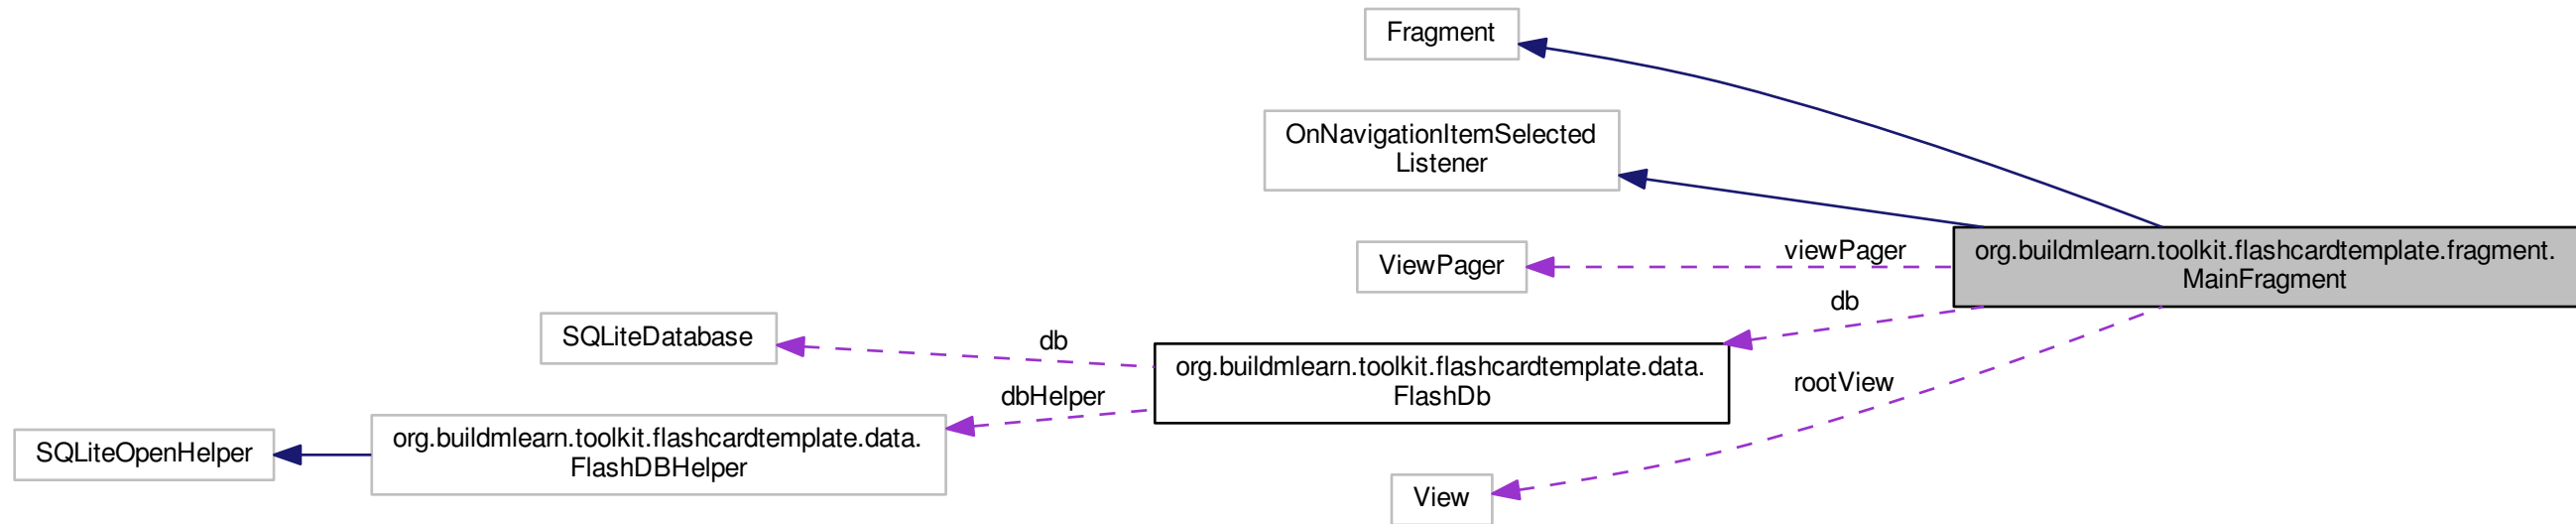 Fragment
OnNavigationItemSelected
Listener
viewPager
org.buildmlearn.toolkit.flashcardtemplate.fragment.
MainFragment
ViewPager
db
SQLiteDatabase
db
org.buildmlearn.toolkit.flashcardtemplate.data.
FlashDb
rootView
dbHelper
SQLiteOpenHelper
org.buildmlearn.toolkit.flashcardtemplate.data.
FlashDBHelper
View